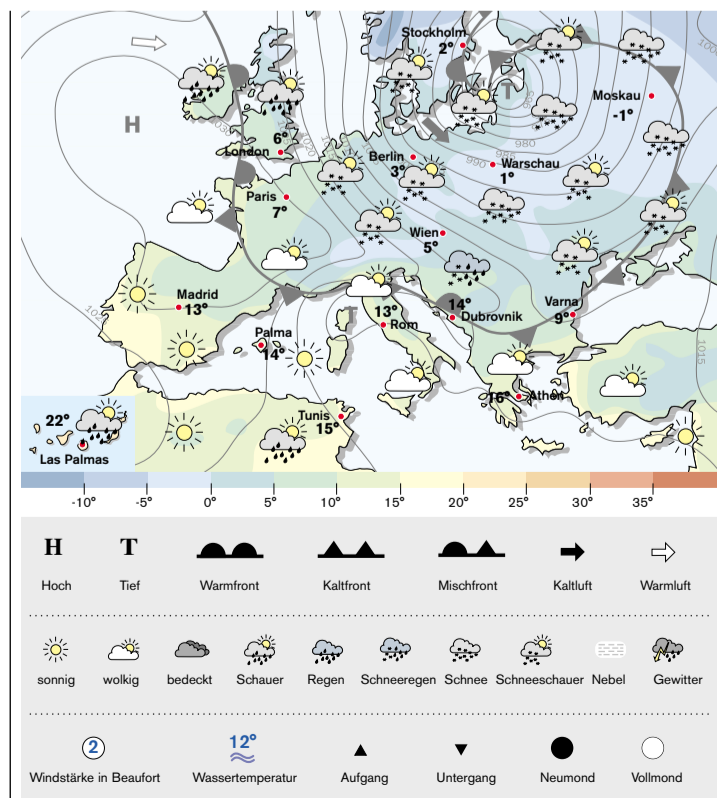 Stockholm
2°
T
Moskau
-1°
H
1030
1020
6°
London
Berlin
3°
980
990
Warschau
1°
Paris
7°
Wien
5°
Madrid
13°
Palma
14°
T
13°
Rom
14°
Dubrovnik
Varna
9°
1015
16°
Athen
22°
Las Palmas
Tunis
15°
-10° -5° 0° 5° 10° 15° 20° 25° 30° 35°
H T
Hoch Tief Warmfront Kaltfront Mischfront Kaltluft Warmluft
sonnig wolkig bedeckt Schauer Regen Schneeregen Schnee Schneeschauer Nebel Gewitter
2 12°
Windstärke in Beaufort Wassertemperatur Aufgang Untergang Neumond Vollmond